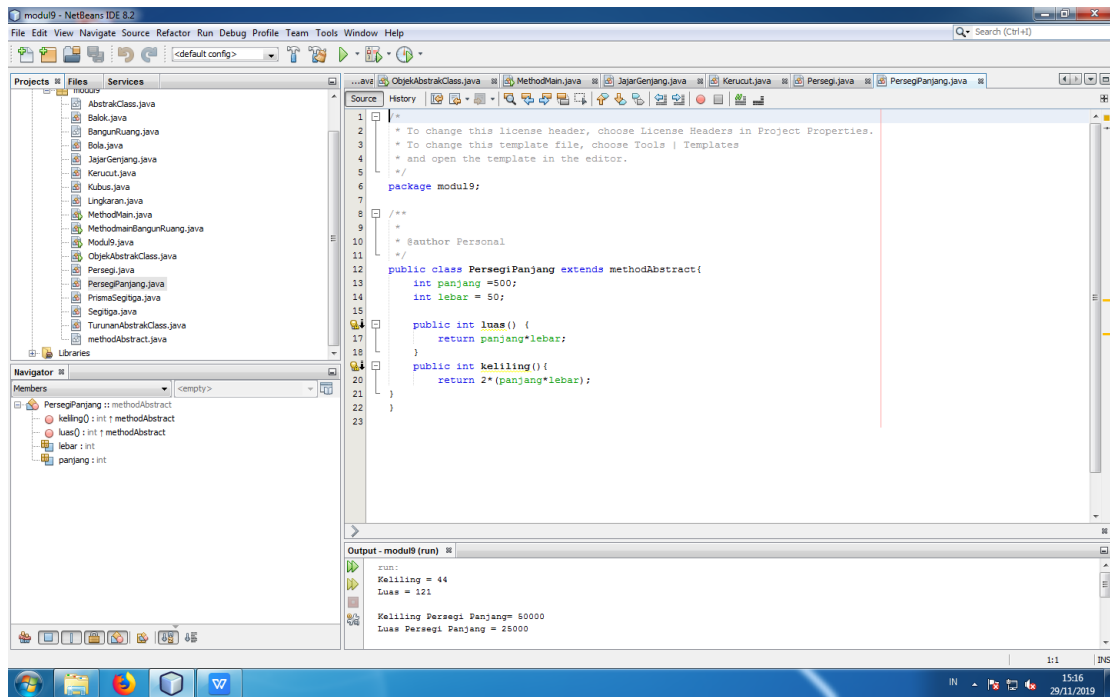 modul9 - NetBeans IDE 8.2
File Edit View Navigate Source Refactor Run Debug Profile Team Tools Window Help
Search (Ctrl+I)
<default config>
Projects Files Services
modul9
AbstrakClass.java
Balok.java
BangunRuang.java
Bola.java
JajarGenjang.java
Kerucut.java
Kubus.java
Lingkaran.java
MethodMain.java
MethodmainBangunRuang.java
Modul9.java
ObjekAbstrakClass.java
Persegi.java
PersegiPanjang.java
PrismaSegitiga.java
Segitiga.java
TurunanAbstrakClass.java
methodAbstract.java
Libraries
Navigator
Members <empty>
PersegiPanjang :: methodAbstract
keliling() : int ↑ methodAbstract
luas() : int ↑ methodAbstract
lebar : int
panjang : int
...ava ObjekAbstrakClass.java MethodMain.java JajarGenjang.java Kerucut.java Persegi.java PersegiPanjang.java
Source History
1 /*
2 * To change this license header, choose License Headers in Project Properties.
3 * To change this template file, choose Tools | Templates
4 * and open the template in the editor.
5 */
6 package modul9;
7
8 /**
9 *
10 * @author Personal
11 */
12 public class PersegiPanjang extends methodAbstract{
13 int panjang =500;
14 int lebar = 50;
15
public int luas() {
17 return panjang*lebar;
18 }
public int keliling(){
20 return 2*(panjang*lebar);
21 }
22 }
23
Output - modul9 (run)
run:
Keliling = 44
Luas = 121
Keliling Persegi Panjang= 50000
Luas Persegi Panjang = 25000
1:1 INS
IN 15:16
29/11/2019